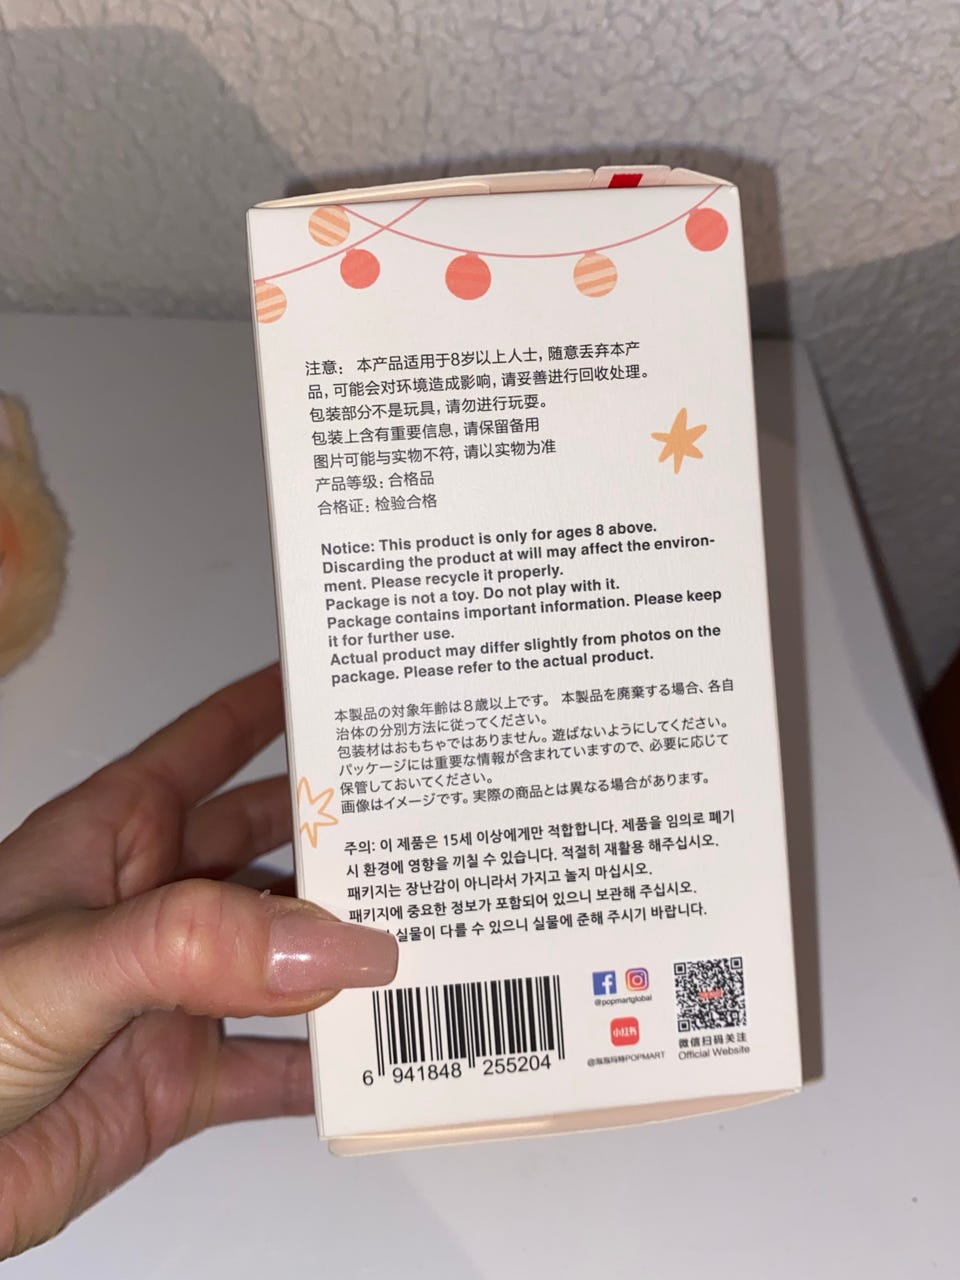 注意： 本产品适用于8岁以上人士，随意丢弃本产
品，可能会对环境造成影响，请妥善进行回收处理。
包装部分不是玩具，请勿进行玩耍。
包装上含有重要信息，请保留备用
图片可能与实物不符，请以实物为准
产品等级：合格品
合格证：检验合格
Notice: This product is only for ages 8 above.
Discarding the product at will may affect the environ-
ment. Please recycle it properly.
Package is not a toy. Do not play with it.
Package contains important information. Please keep
it for further use.
Actual product may differ slightly from photos on the
package. Please refer to the actual product.
本製品の対象年齢は8歳以上です。 本製品を廃棄する場合、各自
治体の分別方法に従ってください。
包装材はおもちゃではありません。遊ばないようにしてください。
パッケージには重要な情報が含まれていますので、必要に応じて
保管しておいてください。
画像はイメージです。実際の商品とは異なる場合があります。
주의: 이 제품은 15세 이상에게만 적합합니다. 제품을 임의로 폐기
시 환경에 영향을 끼칠 수 있습니다. 적절히 재활용 해주십시오.
패키지는 장난감이 아니라서 가지고 놀지 마십시오.
패키지에 중요한 정보가 포함되어 있으니 보관해 주십시오.
실물이 다를 수 있으니 실물에 준해 주시기 바랍니다.
6 941848 255204
@popmartglobal
小红书
@泡泡玛特POPMART
微信扫码关注
Official Website